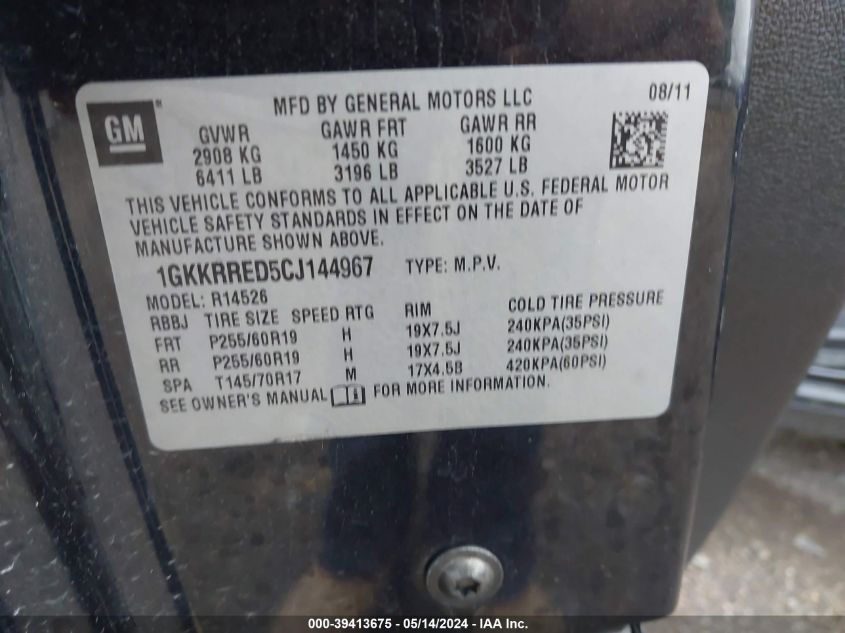 GM
MFD BY GENERAL MOTORS LLC 08/11
GVWR GAWR FRT GAWR RR
2908 KG 1450 KG 1600 KG
6411 LB 3196 LB 3527 LB
THIS VEHICLE CONFORMS TO ALL APPLICABLE U.S. FEDERAL MOTOR
VEHICLE SAFETY STANDARDS IN EFFECT ON THE DATE OF
MANUFACTURE SHOWN ABOVE.
1GKKRRED5CJ144967 TYPE: M.P.V.
MODEL: R14526
RBBJ TIRE SIZE SPEED RTG RIM COLD TIRE PRESSURE
FRT P255/60R19 H 19X7.5J 240KPA(35PSI)
RR P255/60R19 H 19X7.5J 240KPA(35PSI)
SPA T145/70R17 M 17X4.5B 420KPA(60PSI)
SEE OWNER'S MANUAL FOR MORE INFORMATION.
000-39413675 - 05/14/2024 - IAA Inc.